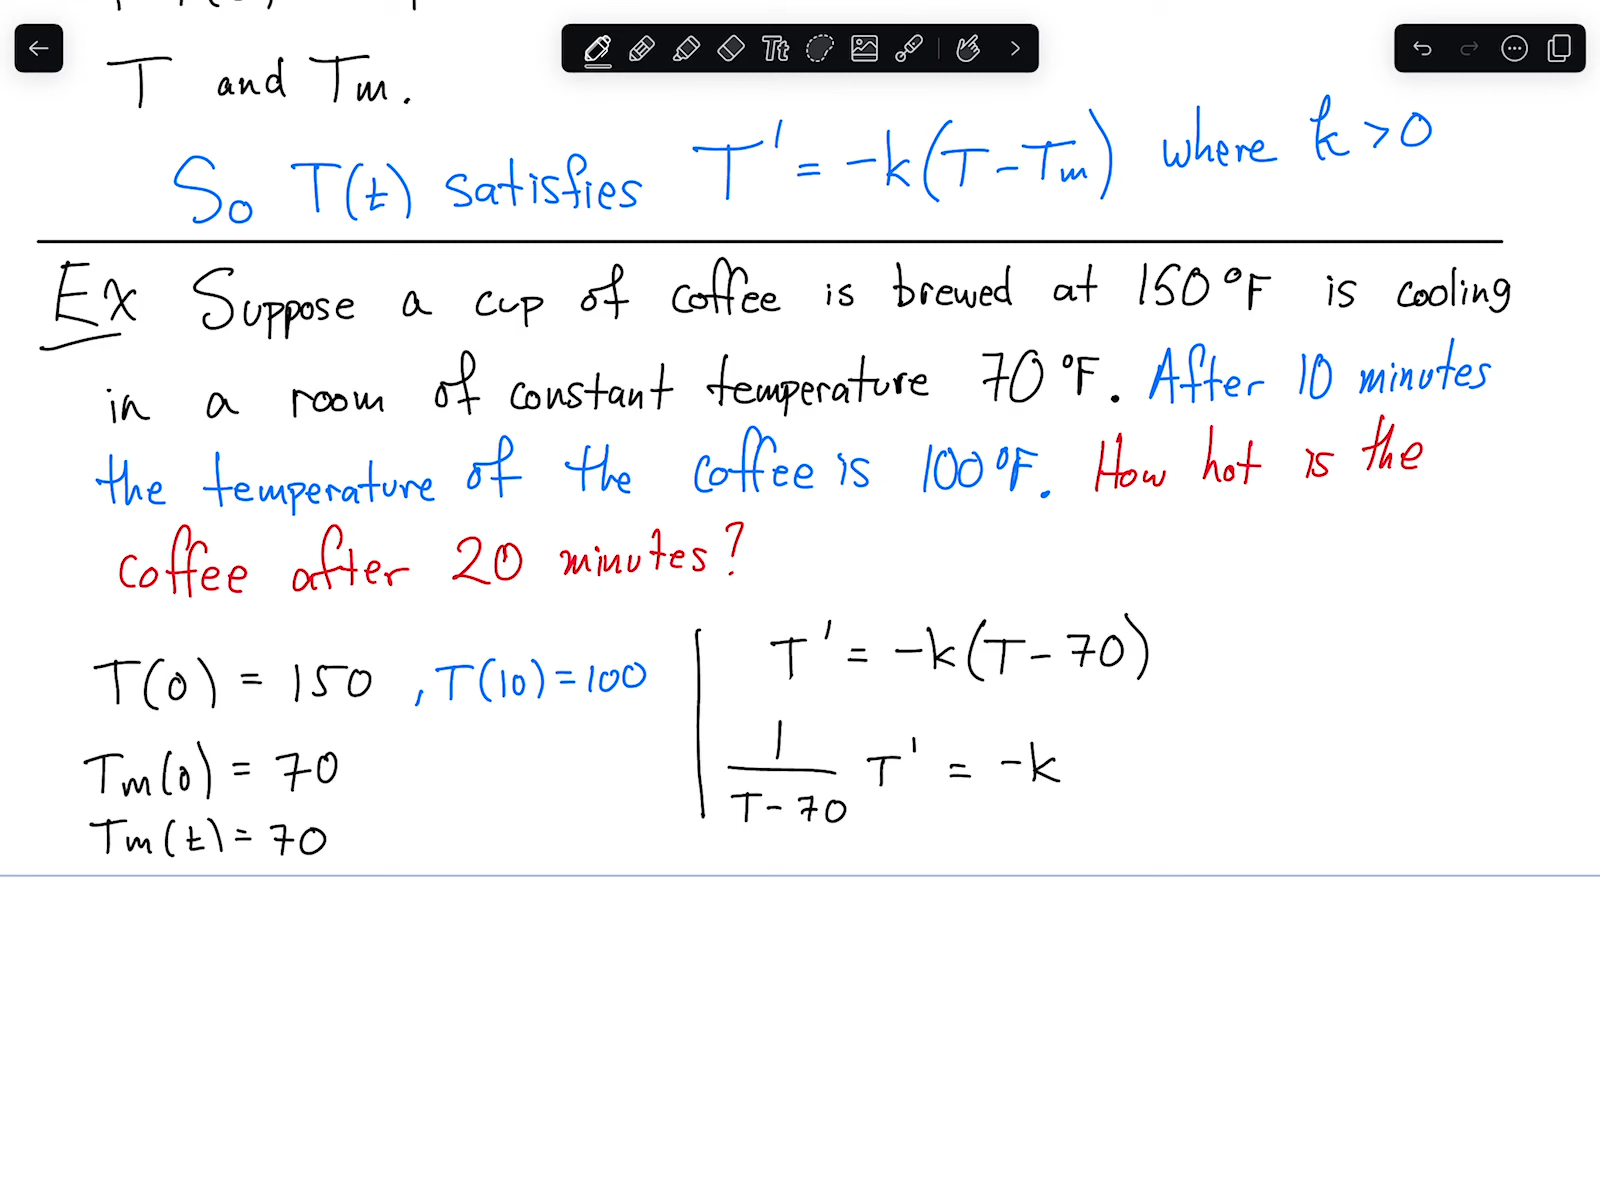 T and Tm.
So T(t) satisfies T' = -k(T-Tm) where k>0
Ex Suppose a cup of coffee is brewed at 150°F is cooling
in a room of constant temperature 70°F. After 10 minutes
the temperature of the coffee is 100°F. How hot is the
coffee after 20 minutes?
T(0) = 150 , T(10) = 100
Tm(0) = 70
Tm(t) = 70
T' = -k(T-70)
1/(T-70) T' = -k